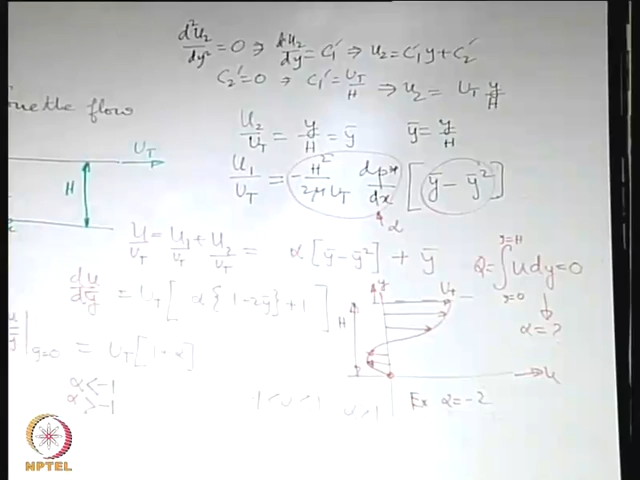 d²u₂/dy² = 0 ⇒ du₂/dy = C₁' ⇒ u₂ = C₁'y + C₂'
C₂' = 0 , C₁' = U_T/H ⇒ u₂ = U_T y/H
the flow
u₂/U_T = y/H = ȳ ȳ = y/H
U_T
u₁/U_T = -H²/2μU_T dp*/dx [ȳ - ȳ²]
H
α
u/U_T = u₁/U_T + u₂/U_T = α[ȳ - ȳ²] + ȳ
Q = ∫ u dy = 0
y=H
y=0
du/dȳ = U_T [α{1-2ȳ}+1]
y
U_T
H
α = ?
ȳ=0 = U_T[1+α]
u
α < -1
α > -1
Ex α = -2
NPTEL